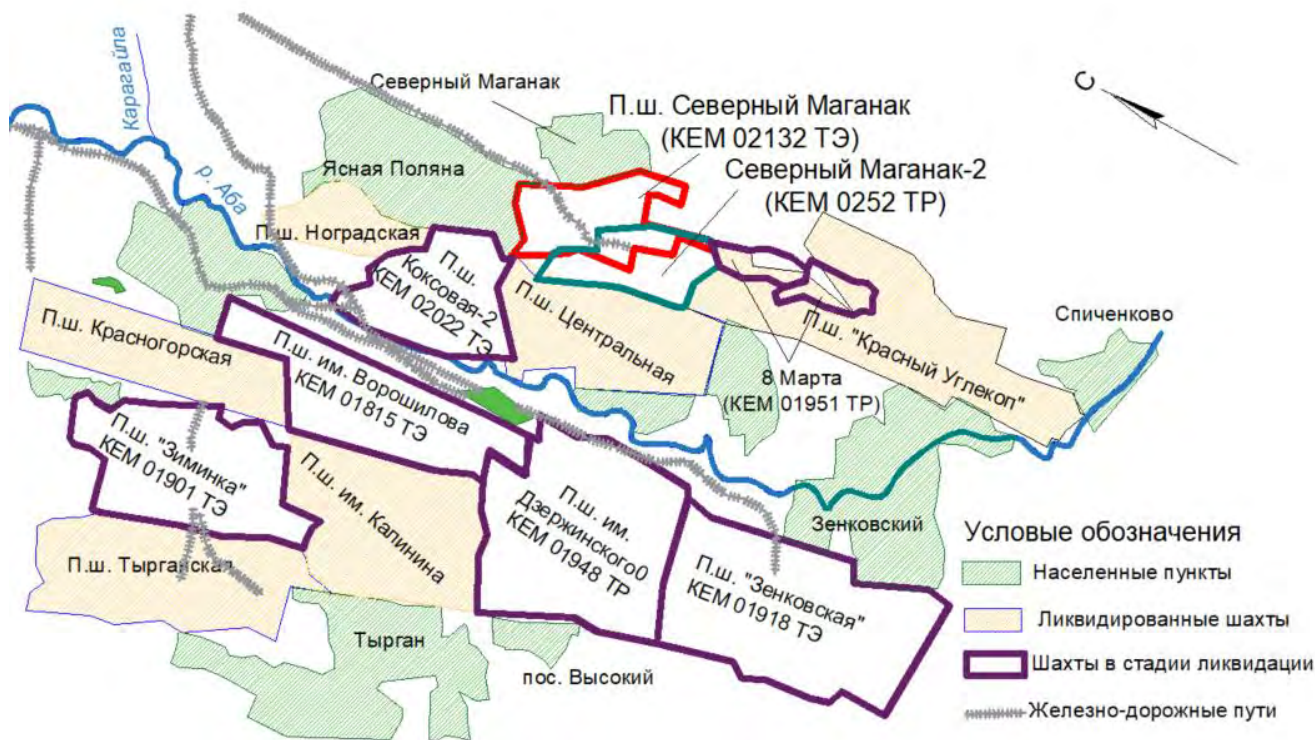 С
Карагайла
р. Аба
Северный Маганак
П.ш. Северный Маганак
(КЕМ 02132 ТЭ)
Северный Маганак-2
(КЕМ 0252 ТР)
Ясная Поляна
П.ш. Ноградская
П.ш.
Коксовая-2
КЕМ 02022 ТЭ
П.ш. Центральная
П.ш. "Красный Углекоп"
8 Марта
(КЕМ 01951 ТР)
Спиченково
П.ш. Красногорская
П.ш. им. Ворошилова
КЕМ 01815 ТЭ
П.ш. "Зиминка"
КЕМ 01901 ТЭ
П.ш. им. Калинина
П.ш. им.
Дзержинского0
КЕМ 01948 ТР
П.ш. "Зенковская"
КЕМ 01918 ТЭ
Зенковский
П.ш. Тырганская
Тырган
пос. Высокий
Условые обозначения
Населенные пункты
Ликвидированные шахты
Шахты в стадии ликвидации
Железно-дорожные пути